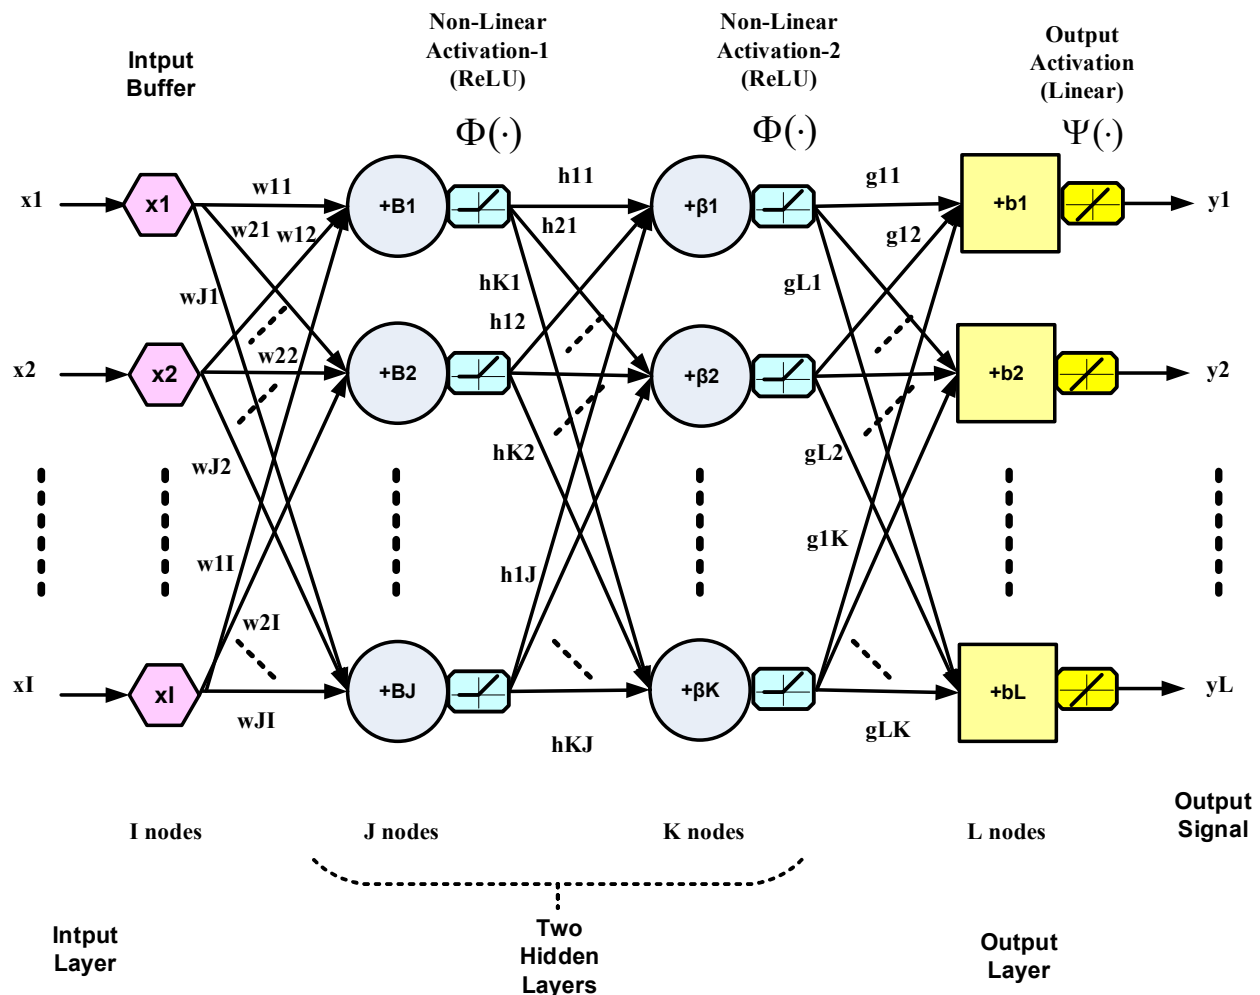 Non-Linear
Activation-1
(ReLU)
Non-Linear
Activation-2
(ReLU)
Output
Activation
(Linear)
Intput
Buffer
Φ(·)
Φ(·)
Ψ(·)
x1
x1
w11
w21
w12
wJ1
+B1
h11
h21
hK1
h12
+β1
g11
g12
gL1
+b1
y1
x2
x2
w22
wJ2
+B2
hK2
+β2
gL2
+b2
y2
w1I
w2I
h1J
g1K
xI
xI
wJI
+BJ
hKJ
+βK
gLK
+bL
yL
I nodes
J nodes
K nodes
L nodes
Output
Signal
Intput
Layer
Two
Hidden
Layers
Output
Layer